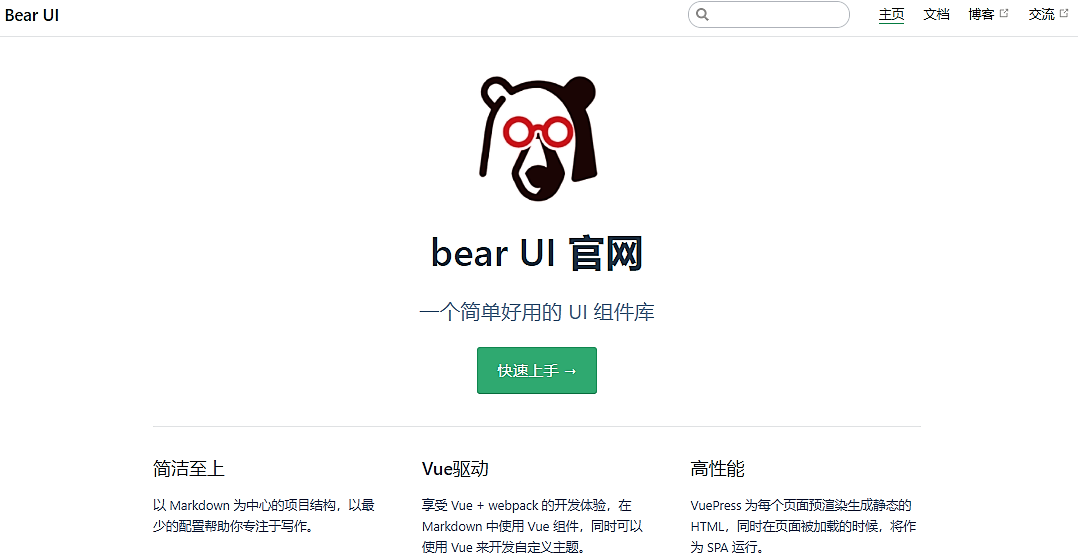 Bear UI
主页 文档 博客 交流
bear UI 官网
一个简单好用的 UI 组件库
快速上手 →
简洁至上
以 Markdown 为中心的项目结构，以最
少的配置帮助你专注于写作。
Vue驱动
享受 Vue + webpack 的开发体验，在
Markdown 中使用 Vue 组件，同时可以
使用 Vue 来开发自定义主题。
高性能
VuePress 为每个页面预渲染生成静态的
HTML，同时在页面被加载的时候，将作
为 SPA 运行。